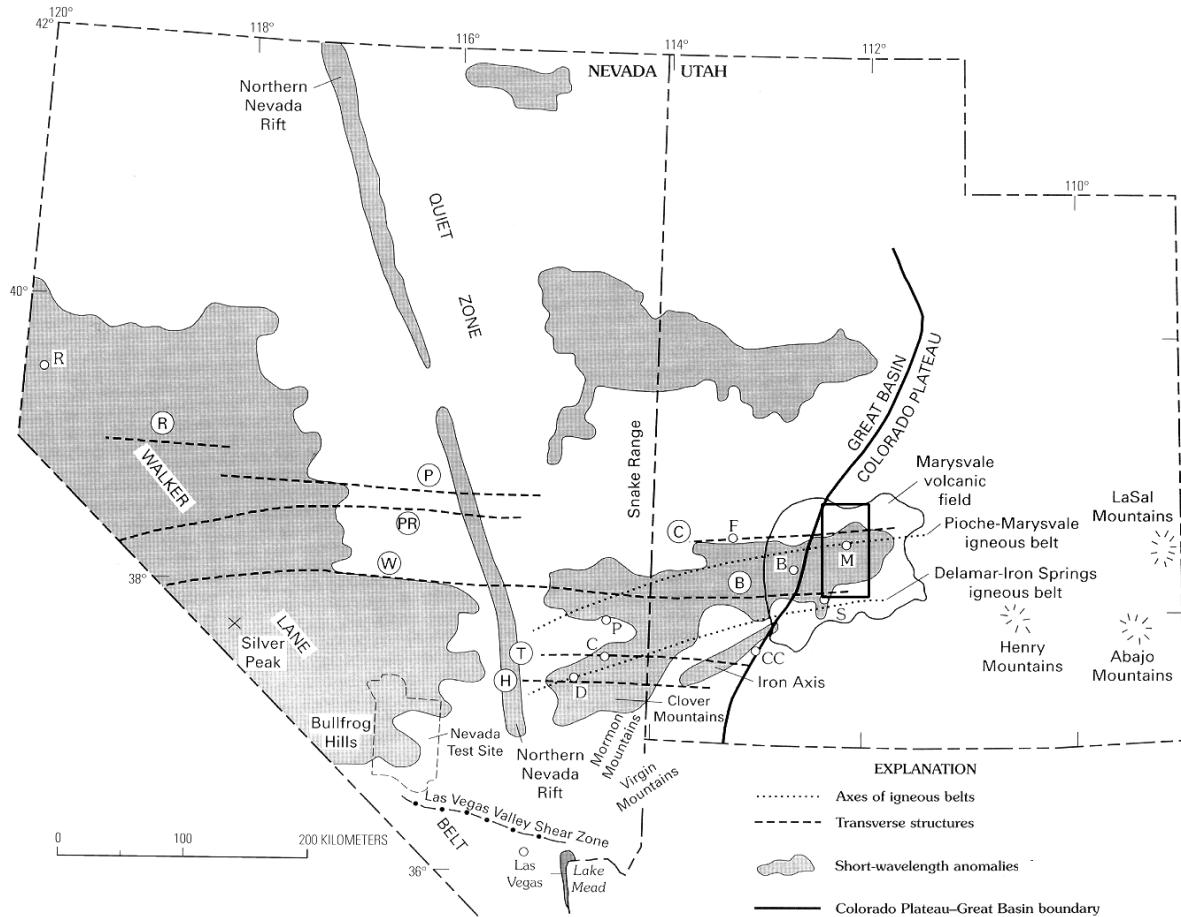 120°
42°
118°
116°
114°
112°
NEVADA
UTAH
Northern
Nevada
Rift
110°
QUIET
ZONE
40°
R
R
WALKER
LANE
BELT
P
PR
W
Snake Range
GREAT BASIN
COLORADO PLATEAU
Marysvale
volcanic
field
LaSal
Mountains
Pioche-Marysvale
igneous belt
C
F
B
M
B
38°
Delamar-Iron Springs
igneous belt
S
P
C
T
CC
H
D
Silver
Peak
Henry
Mountains
Abajo
Mountains
Iron Axis
Clover
Mountains
Bullfrog
Hills
Nevada
Test Site
Northern
Nevada
Rift
Mormon
Mountains
Virgin
Mountains
Las Vegas Valley Shear Zone
Las
Vegas
Lake
Mead
36°
0
100
200 KILOMETERS
EXPLANATION
Axes of igneous belts
Transverse structures
Short-wavelength anomalies
Colorado Plateau–Great Basin boundary